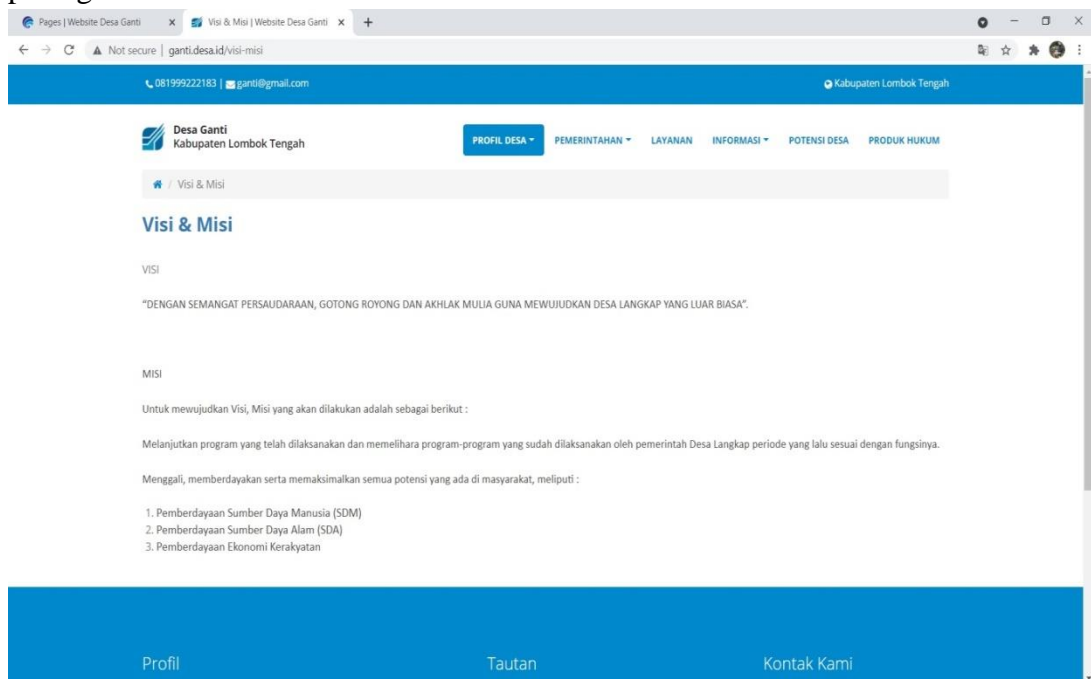 Pages | Website Desa Ganti
Visi & Misi | Website Desa Ganti
Not secure | ganti.desa.id/visi-misi
081999222183 | ganti@gmail.com
Kabupaten Lombok Tengah
Desa Ganti
Kabupaten Lombok Tengah
PROFIL DESA PEMERINTAHAN LAYANAN INFORMASI POTENSI DESA PRODUK HUKUM
/ Visi & Misi
Visi & Misi
VISI
“DENGAN SEMANGAT PERSAUDARAAN, GOTONG ROYONG DAN AKHLAK MULIA GUNA MEWUJUDKAN DESA LANGKAP YANG LUAR BIASA”.
MISI
Untuk mewujudkan Visi, Misi yang akan dilakukan adalah sebagai berikut :
Melanjutkan program yang telah dilaksanakan dan memelihara program-program yang sudah dilaksanakan oleh pemerintah Desa Langkap periode yang lalu sesuai dengan fungsinya.
Menggali, memberdayakan serta memaksimalkan semua potensi yang ada di masyarakat, meliputi :
1. Pemberdayaan Sumber Daya Manusia (SDM)
2. Pemberdayaan Sumber Daya Alam (SDA)
3. Pemberdayaan Ekonomi Kerakyatan
Profil Tautan Kontak Kami